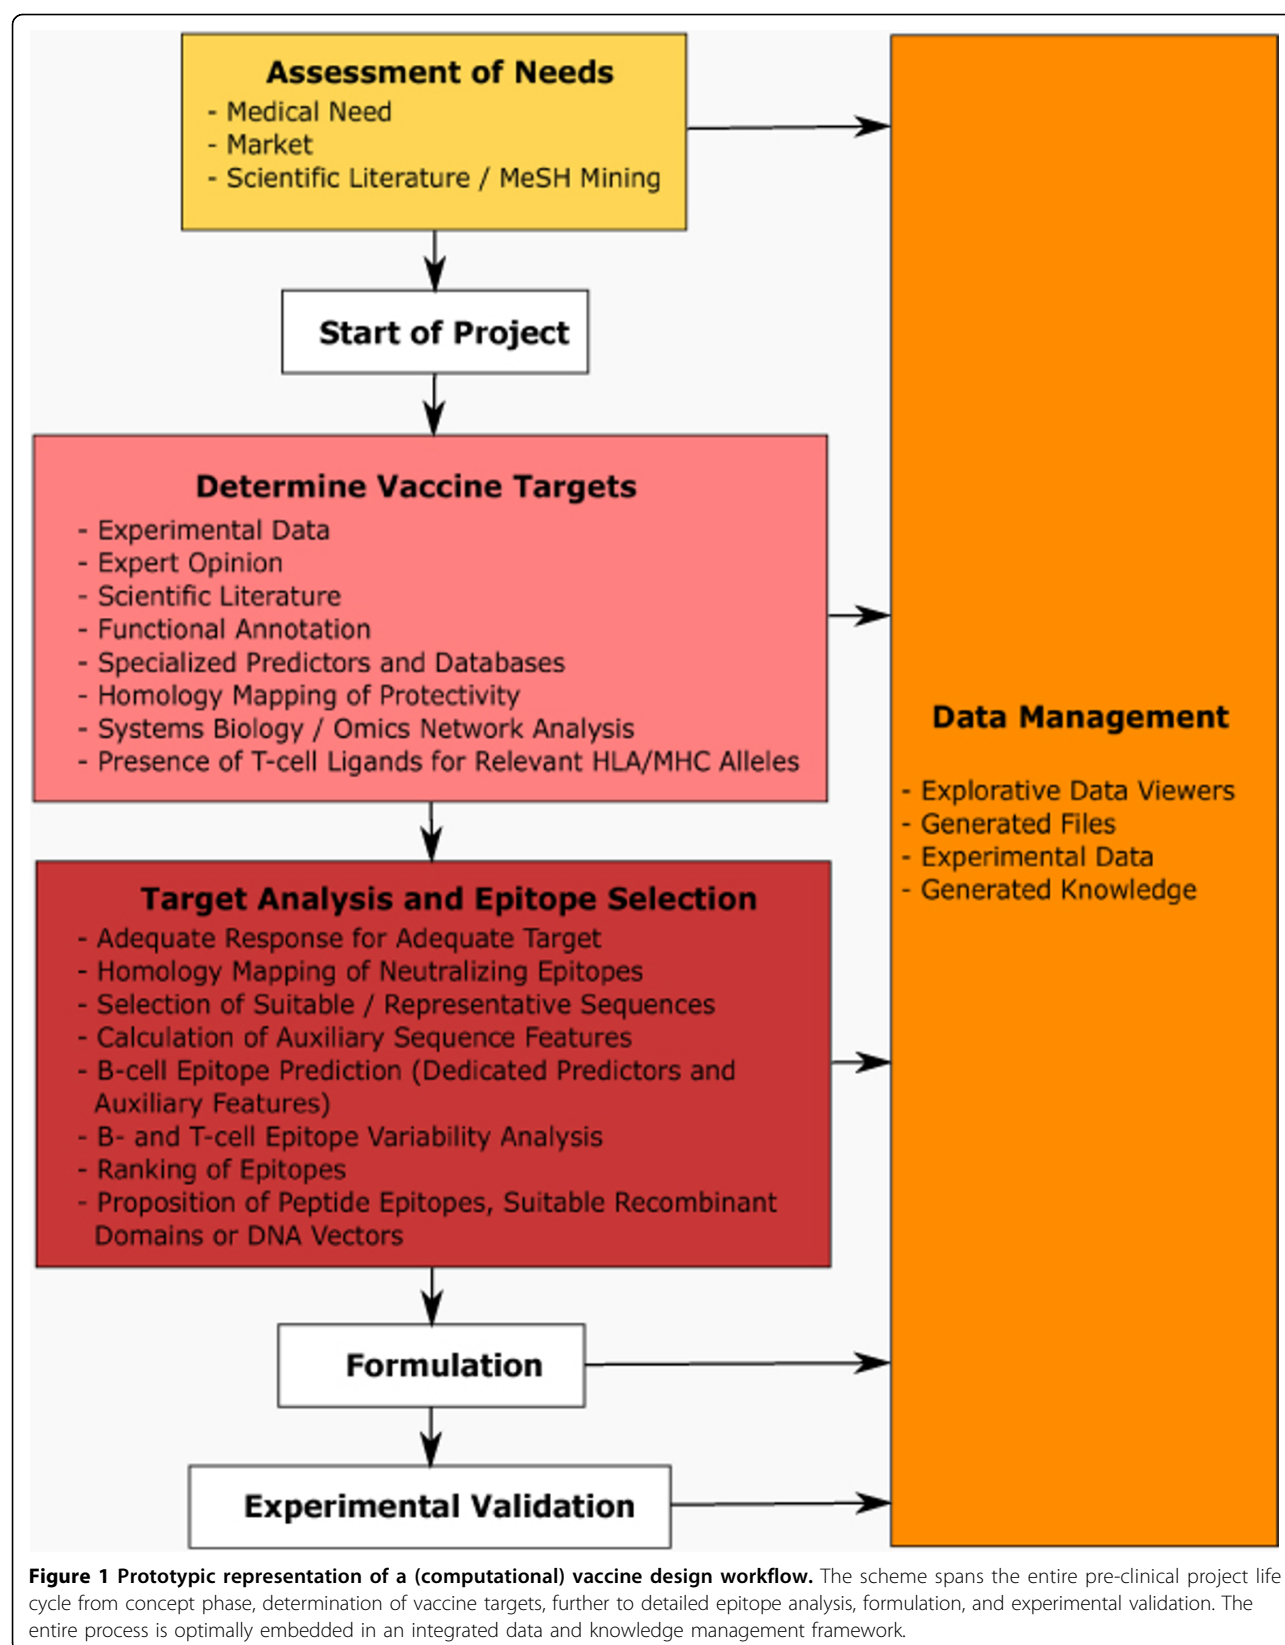 Assessment of Needs
- Medical Need
- Market
- Scientific Literature / MeSH Mining
Start of Project
Determine Vaccine Targets
- Experimental Data
- Expert Opinion
- Scientific Literature
- Functional Annotation
- Specialized Predictors and Databases
- Homology Mapping of Protectivity
- Systems Biology / Omics Network Analysis
- Presence of T-cell Ligands for Relevant HLA/MHC Alleles
Target Analysis and Epitope Selection
- Adequate Response for Adequate Target
- Homology Mapping of Neutralizing Epitopes
- Selection of Suitable / Representative Sequences
- Calculation of Auxiliary Sequence Features
- B-cell Epitope Prediction (Dedicated Predictors and
Auxiliary Features)
- B- and T-cell Epitope Variability Analysis
- Ranking of Epitopes
- Proposition of Peptide Epitopes, Suitable Recombinant
Domains or DNA Vectors
Formulation
Experimental Validation
Data Management
- Explorative Data Viewers
- Generated Files
- Experimental Data
- Generated Knowledge
Figure 1 Prototypic representation of a (computational) vaccine design workflow. The scheme spans the entire pre-clinical project life
cycle from concept phase, determination of vaccine targets, further to detailed epitope analysis, formulation, and experimental validation. The
entire process is optimally embedded in an integrated data and knowledge management framework.